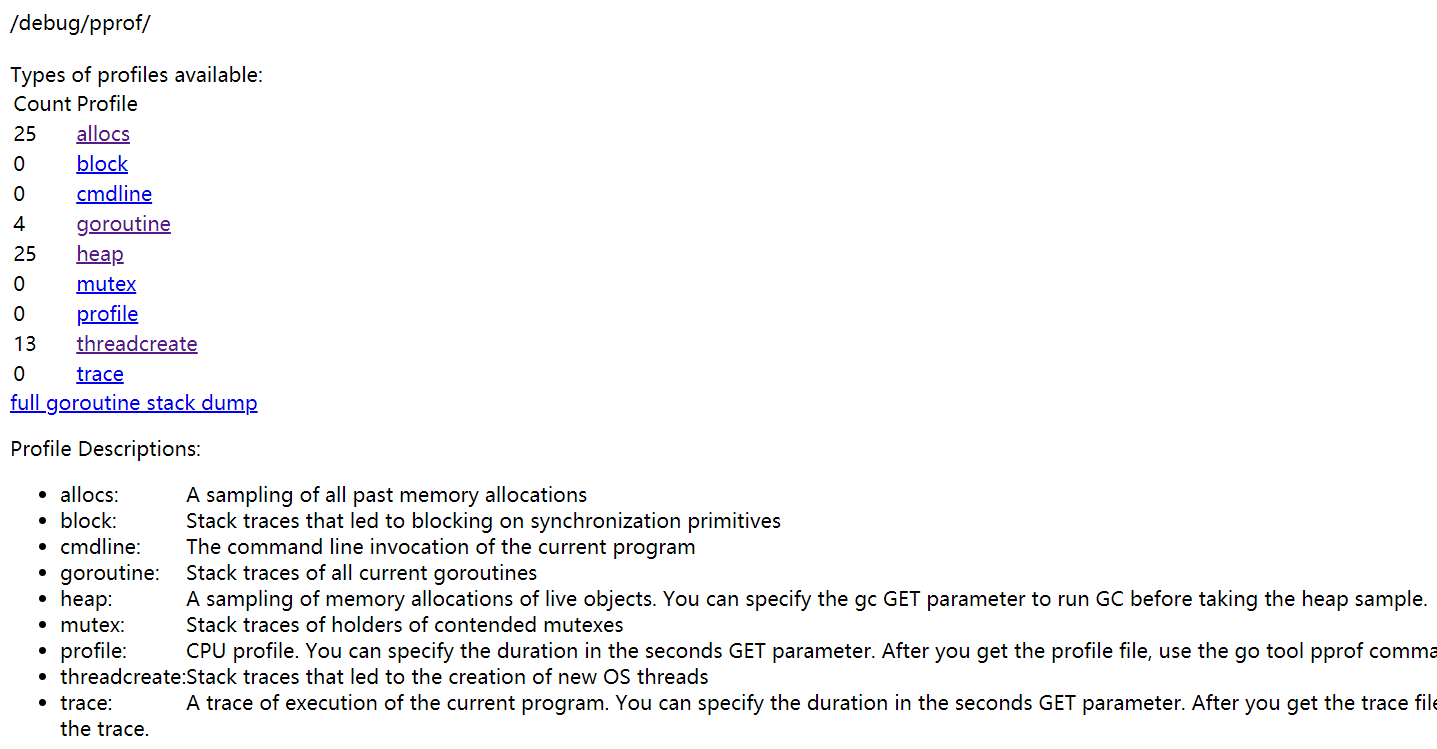 /debug/pprof/
Types of profiles available:
Count Profile
25 allocs
0 block
0 cmdline
4 goroutine
25 heap
0 mutex
0 profile
13 threadcreate
0 trace
full goroutine stack dump
Profile Descriptions:
• allocs: A sampling of all past memory allocations
• block: Stack traces that led to blocking on synchronization primitives
• cmdline: The command line invocation of the current program
• goroutine: Stack traces of all current goroutines
• heap: A sampling of memory allocations of live objects. You can specify the gc GET parameter to run GC before taking the heap sample.
• mutex: Stack traces of holders of contended mutexes
• profile: CPU profile. You can specify the duration in the seconds GET parameter. After you get the profile file, use the go tool pprof
• threadcreate: Stack traces that led to the creation of new OS threads
• trace: A trace of execution of the current program. You can specify the duration in the seconds GET parameter. After you get the trace
the trace.